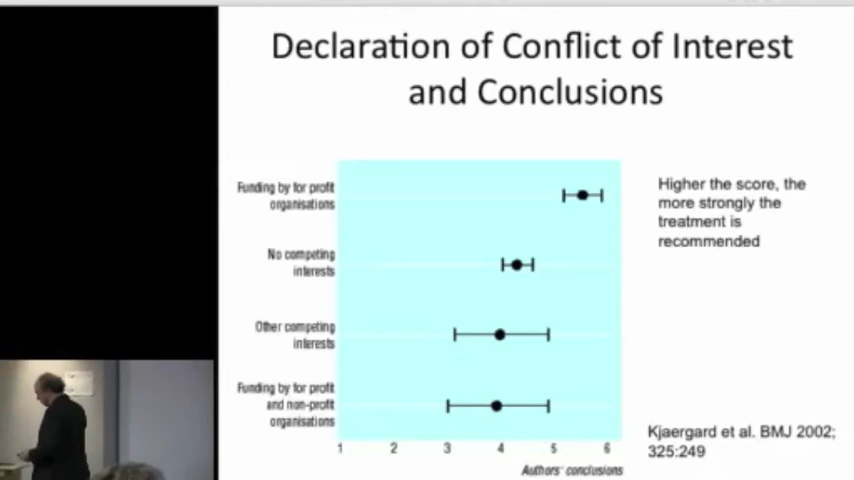 Declaration of Conflict of Interest
and Conclusions
Funding by for profit
organisations
No competing
interests
Other competing
interests
Funding by for profit
and non-profit
organisations
1 2 3 4 5 6
Authors' conclusions
Higher the score, the
more strongly the
treatment is
recommended
Kjaergard et al. BMJ 2002;
325:249